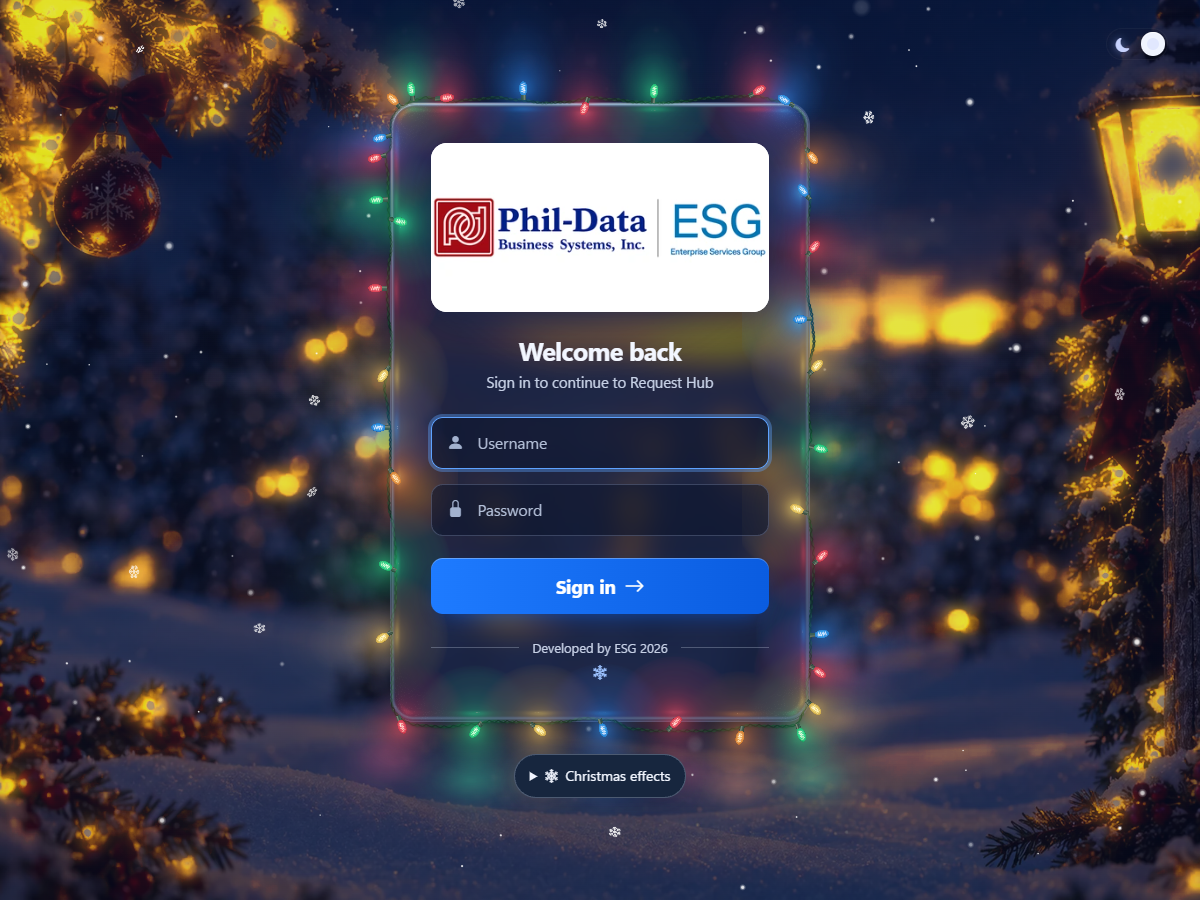 Phil-Data
Business Systems, Inc.
ESG
Enterprise Services Group
Welcome back
Sign in to continue to Request Hub
Username
Password
Sign in →
Developed by ESG 2026
Christmas effects